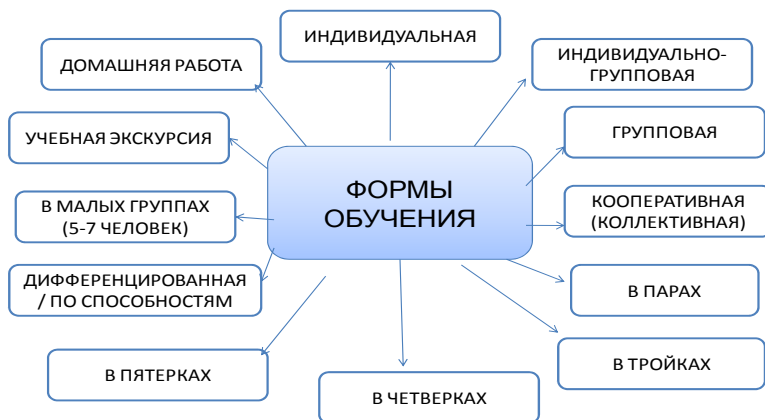 ИНДИВИДУАЛЬНАЯ
ДОМАШНЯЯ РАБОТА
ИНДИВИДУАЛЬНО-
ГРУППОВАЯ
УЧЕБНАЯ ЭКСКУРСИЯ
ГРУППОВАЯ
ФОРМЫ
ОБУЧЕНИЯ
В МАЛЫХ ГРУППАХ
(5-7 ЧЕЛОВЕК)
КООПЕРАТИВНАЯ
(КОЛЛЕКТИВНАЯ)
ДИФФЕРЕНЦИРОВАННАЯ
/ ПО СПОСОБНОСТЯМ
В ПАРАХ
В ПЯТЕРКАХ
В ТРОЙКАХ
В ЧЕТВЕРКАХ